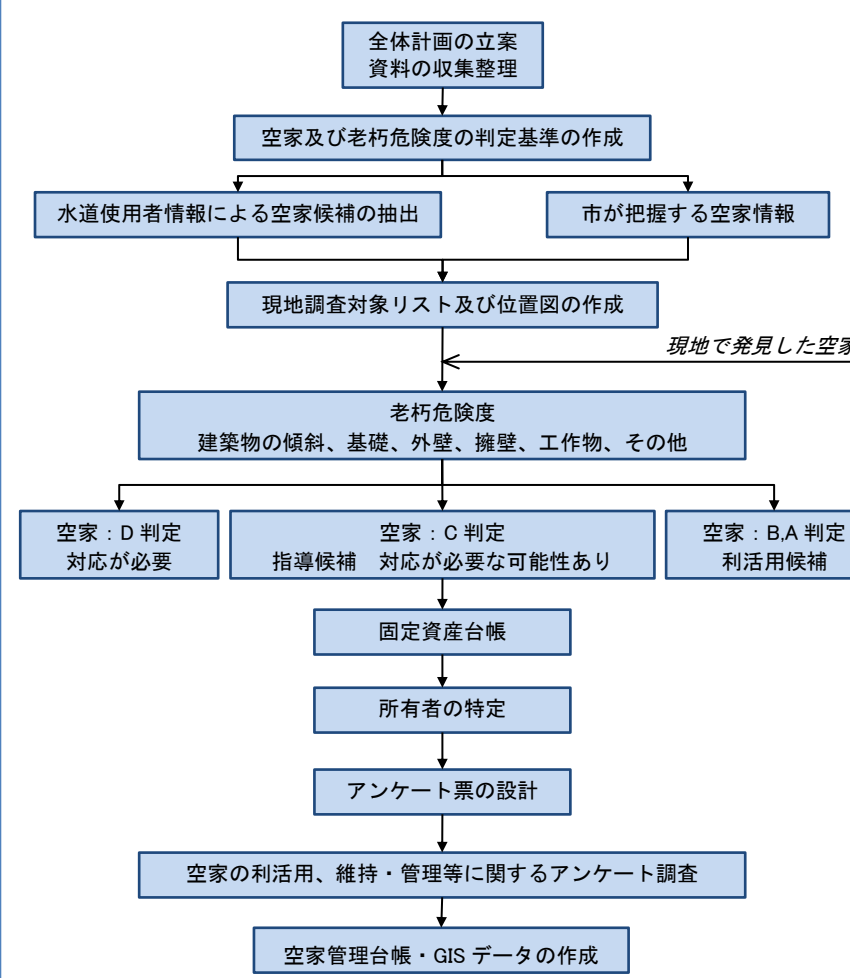 全体計画の立案
資料の収集整理
空家及び老朽危険度の判定基準の作成
水道使用者情報による空家候補の抽出
市が把握する空家情報
現地調査対象リスト及び位置図の作成
現地で発見した空家
老朽危険度
建築物の傾斜、基礎、外壁、擁壁、工作物、その他
空家：D 判定
対応が必要
空家：C 判定
指導候補　対応が必要な可能性あり
空家：B,A 判定
利活用候補
固定資産台帳
所有者の特定
アンケート票の設計
空家の利活用、維持・管理等に関するアンケート調査
空家管理台帳・GIS データの作成